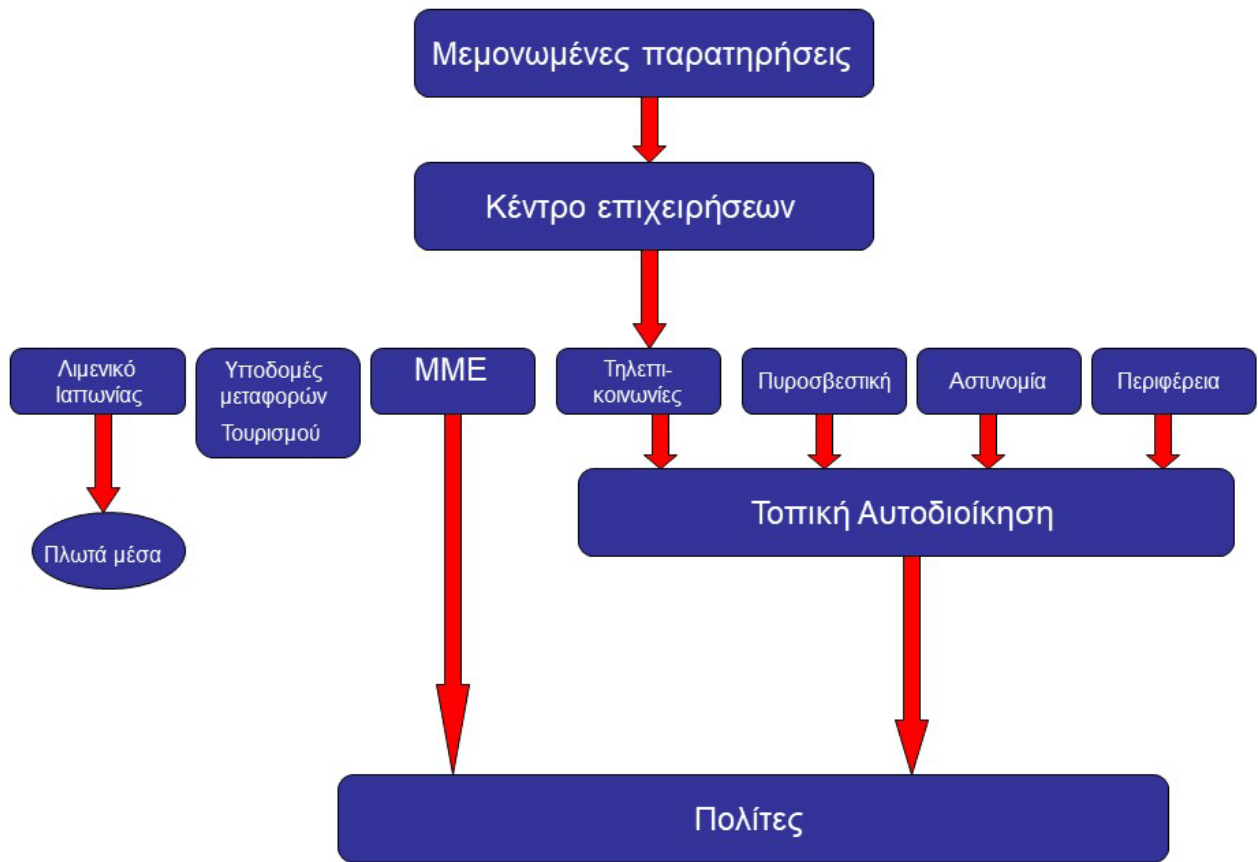 Μεμονωμένες παρατηρήσεις
Κέντρο επιχειρήσεων
Λιμενικό
Ιαπωνίας
Υποδομές
μεταφορών
Τουρισμού
ΜΜΕ
Τηλεπι-
κοινωνίες
Πυροσβεστική
Αστυνομία
Περιφέρεια
Πλωτά μέσα
Τοπική Αυτοδιοίκηση
Πολίτες